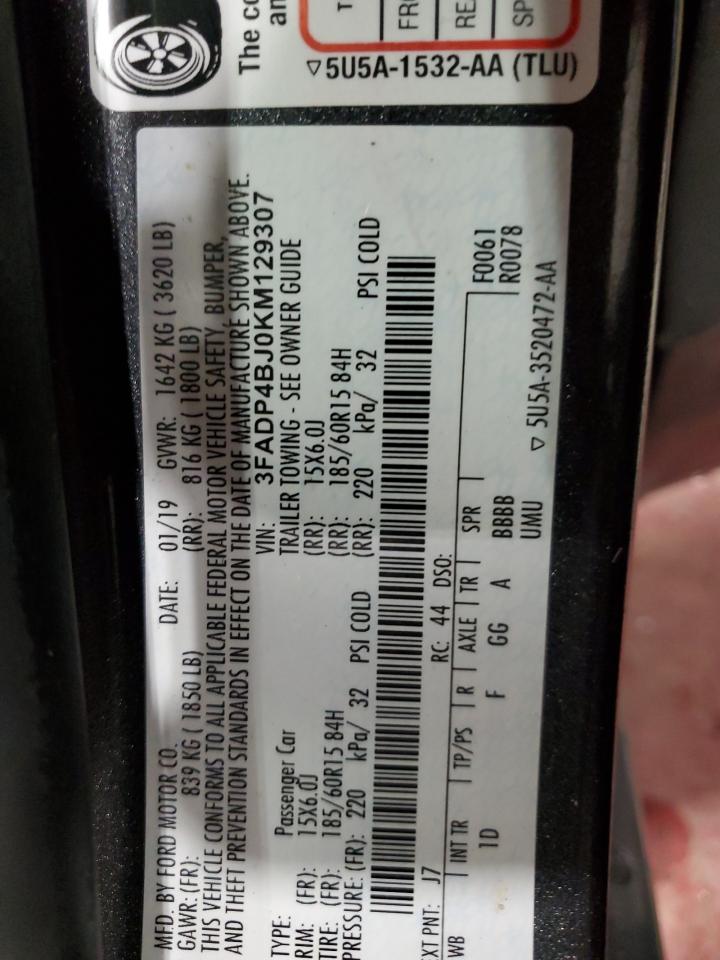 The co
an
T
FR
RE
SP
▽5U5A-1532-AA (TLU)
MFD. BY FORD MOTOR CO. DATE: 01/19 GVWR: 1642 KG ( 3620 LB)
GAWR: (FR): 839 KG ( 1850 LB) (RR): 816 KG ( 1800 LB)
THIS VEHICLE CONFORMS TO ALL APPLICABLE FEDERAL MOTOR VEHICLE SAFETY, BUMPER,
AND THEFT PREVENTION STANDARDS IN EFFECT ON THE DATE OF MANUFACTURE SHOWN ABOVE.
VIN: 3FADP4BJ0KM129307
TYPE: Passenger Car TRAILER TOWING - SEE OWNER GUIDE
RIM: (FR): 15X6.0J (RR): 15X6.0J
TIRE: (FR): 185/60R15 84H (RR): 185/60R15 84H
PRESSURE: (FR): 220 kPa/ 32 PSI COLD (RR): 220 kPa/ 32 PSI COLD
XT PNT: J7 RC: 44 DSO: F0061
WB INT TR TP/PS R AXLE TR SPR R0078
1D F GG A BBBB
UMU
▽ 5U5A-3520472-AA